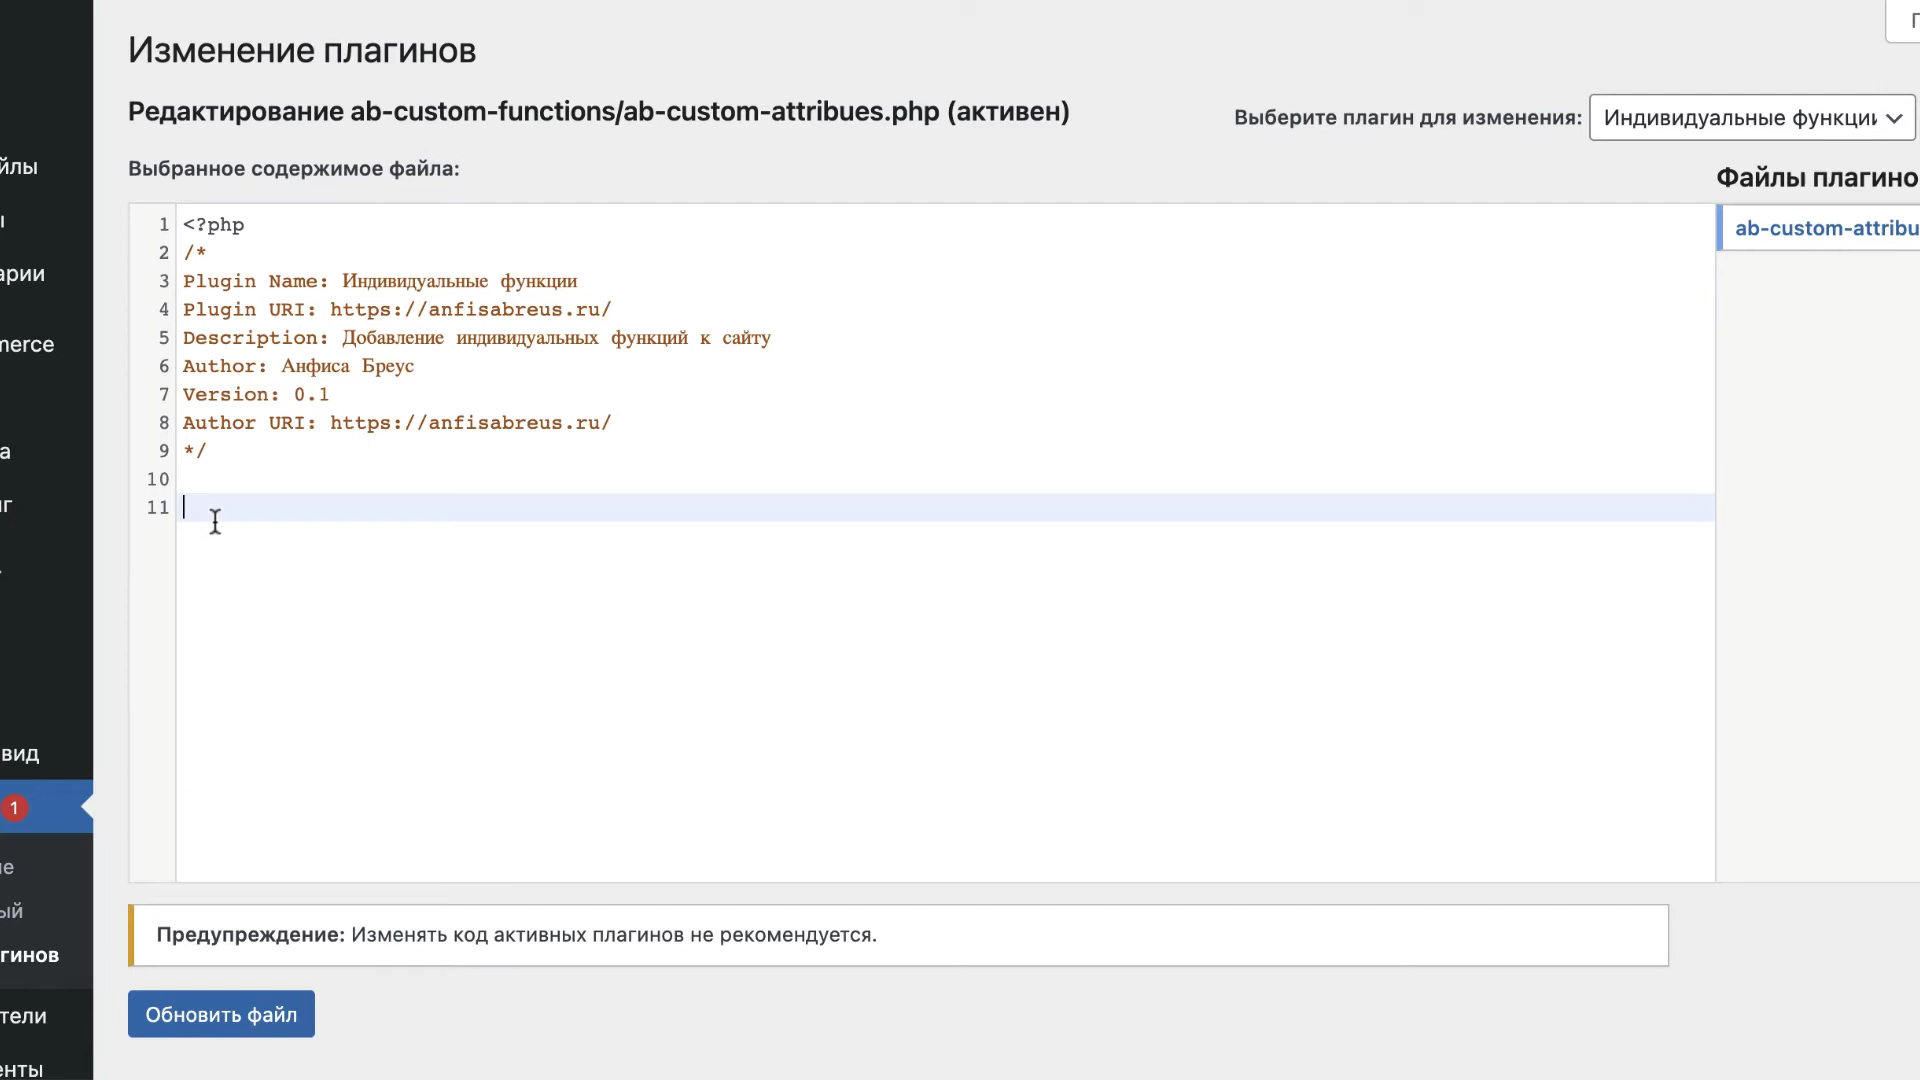 Изменение плагинов
Редактирование ab-custom-functions/ab-custom-attribues.php (активен)
Выберите плагин для изменения:
Индивидуальные функции
Выбранное содержимое файла:
Файлы плагино
ab-custom-attribu
1 <?php
2 /*
3 Plugin Name: Индивидуальные функции
4 Plugin URI: https://anfisabreus.ru/
5 Description: Добавление индивидуальных функций к сайту
6 Author: Анфиса Бреус
7 Version: 0.1
8 Author URI: https://anfisabreus.ru/
9 */
10
11
йлы
ы
арии
merce
а
нг
вид
1
ые
ый
гинов
тели
енты
Предупреждение: Изменять код активных плагинов не рекомендуется.
Обновить файл